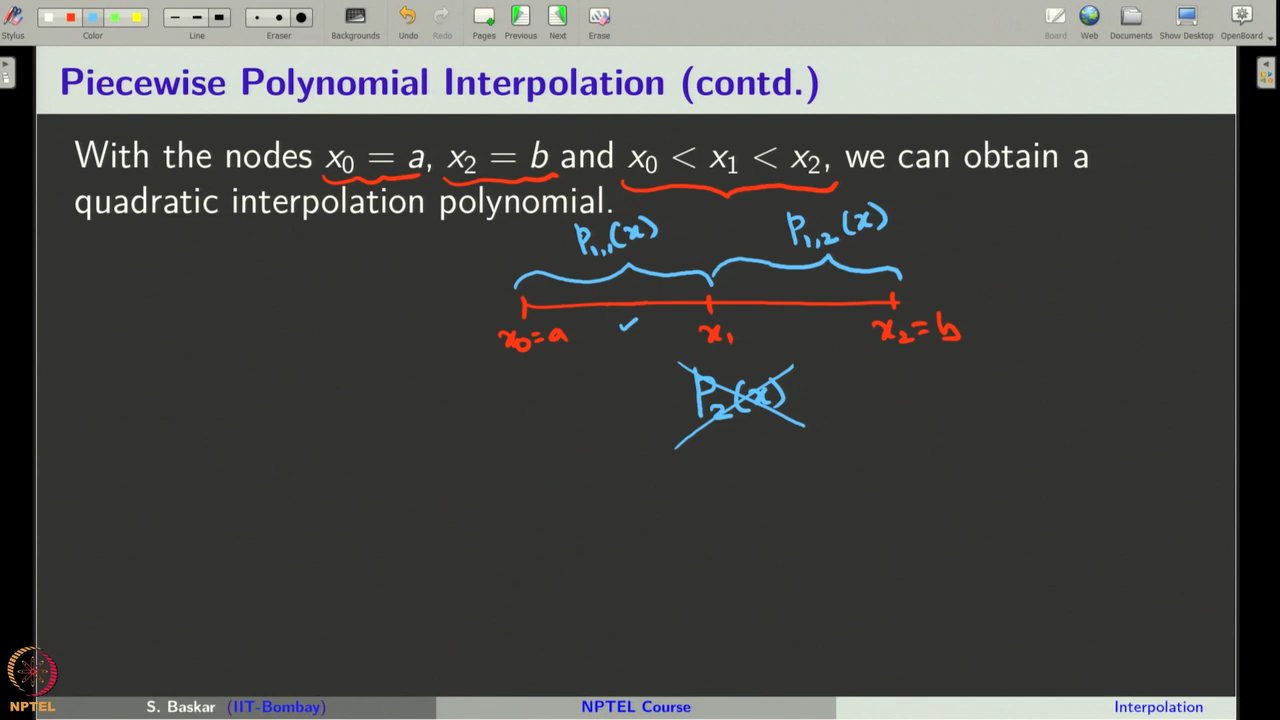 Stylus Color Line Eraser Backgrounds Undo Redo Pages Previous Next Erase Board Web Documents Show Desktop OpenBoard
Piecewise Polynomial Interpolation (contd.)
With the nodes x₀ = a, x₂ = b and x₀ < x₁ < x₂, we can obtain a
quadratic interpolation polynomial.
p₁,₁(x) p₁,₂(x)
x₀=a x₁ x₂=b
p₂(x)
NPTEL
S. Baskar (IIT-Bombay) NPTEL Course Interpolation